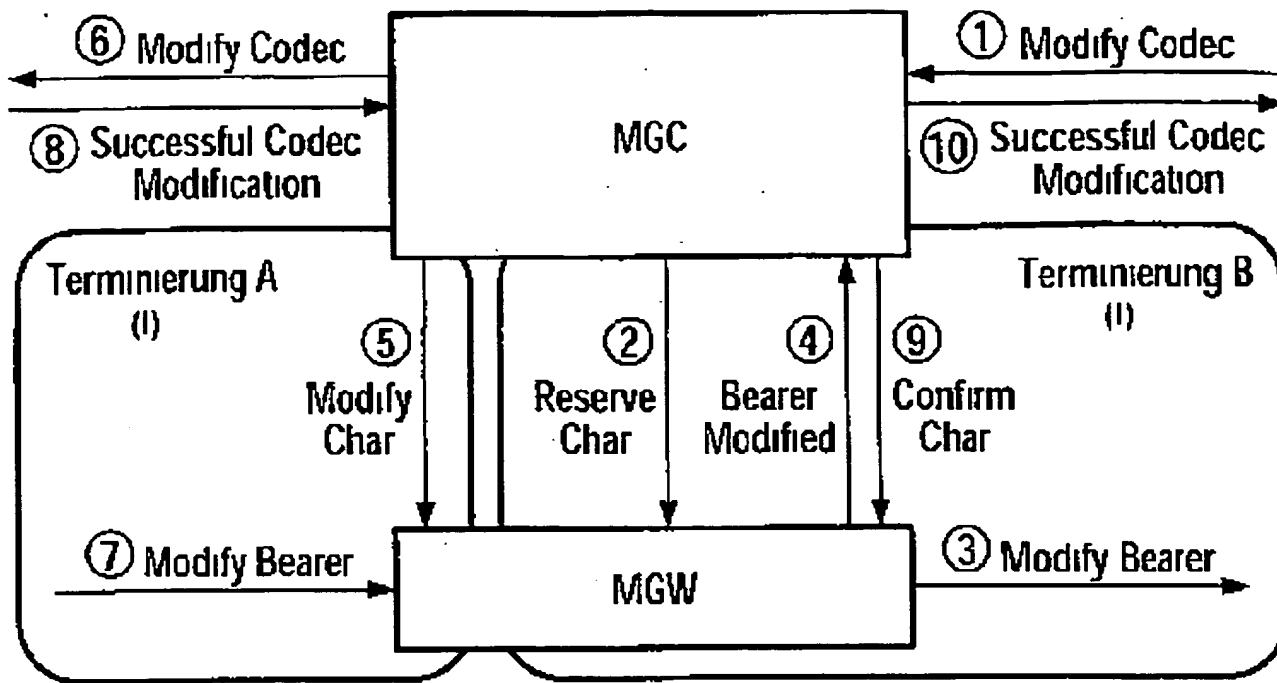 ⑥ Modify Codec
① Modify Codec
MGC
⑧ Successful Codec
Modification
⑩ Successful Codec
Modification
Terminierung A
(I)
Terminierung B
(I)
⑤
Modify
Char
②
Reserve
Char
④
Bearer
Modified
⑨
Confirm
Char
⑦ Modify Bearer
MGW
③ Modify Bearer